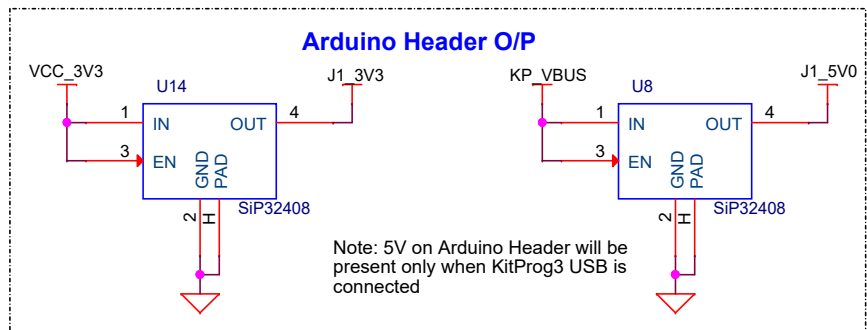 Arduino Header O/P
VCC_3V3
U14
J1_3V3
1
IN
OUT
4
3
EN
GND
PAD
SiP32408
2
H
KP_VBUS
U8
J1_5V0
1
IN
OUT
4
3
EN
GND
PAD
SiP32408
2
H
Note: 5V on Arduino Header will be
present only when KitProg3 USB is
connected